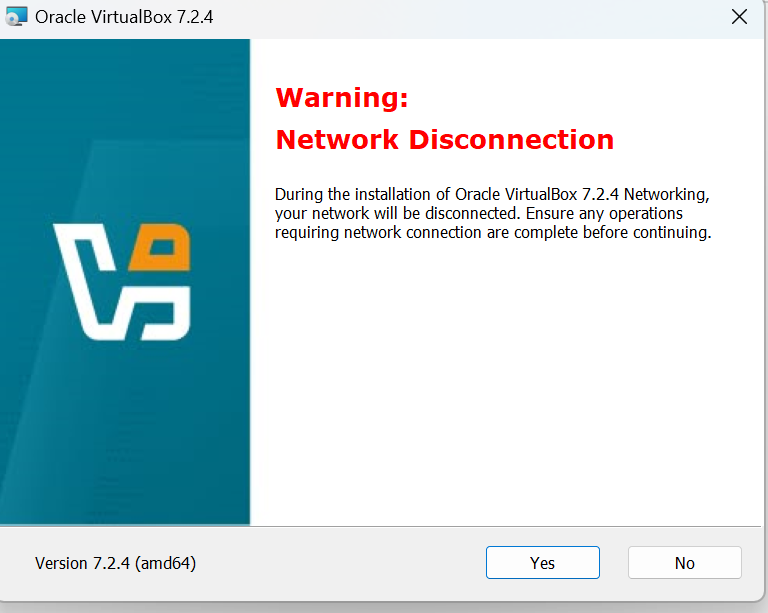 Oracle VirtualBox 7.2.4
Warning:
Network Disconnection
During the installation of Oracle VirtualBox 7.2.4 Networking,
your network will be disconnected. Ensure any operations
requiring network connection are complete before continuing.
Version 7.2.4 (amd64)
Yes
No